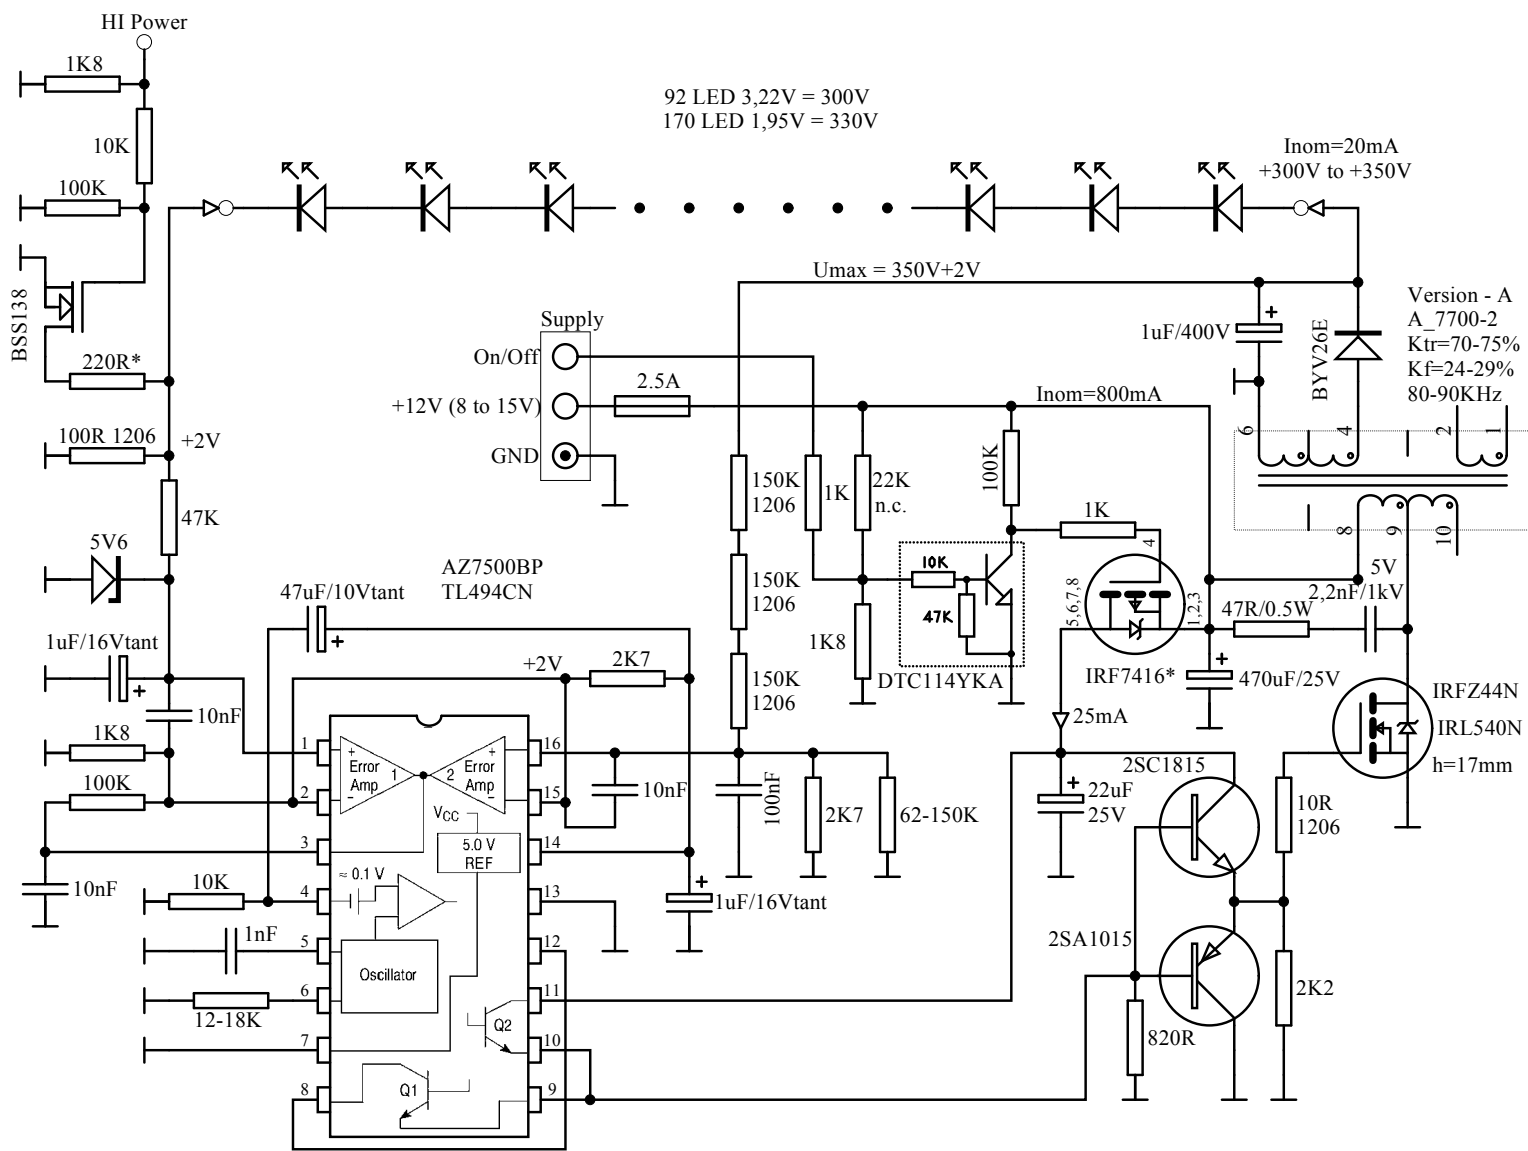 HI Power
1K8
10K
100K
BSS138
220R*
100R 1206
+2V
47K
5V6
1uF/16Vtant
10nF
1K8
100K
10nF
10K
1nF
12-18K
92 LED 3,22V = 300V
170 LED 1,95V = 330V
Inom=20mA
+300V to +350V
Umax = 350V+2V
Supply
On/Off
+12V (8 to 15V)
GND
2.5A
Inom=800mA
1uF/400V
BYV26E
Version - A
A_7700-2
Ktr=70-75%
Kf=24-29%
80-90KHz
6
4
2
1
8
9
10
5V
2,2nF/1kV
47R/0.5W
150K
1206
150K
1206
150K
1206
1K
22K
n.c.
100K
1K
4
5,6,7,8
1,2,3
10K
47K
1K8
DTC114YKA
IRF7416*
470uF/25V
25mA
IRFZ44N
IRL540N
h=17mm
AZ7500BP
TL494CN
47uF/10Vtant
+2V
2K7
10nF
100nF
2K7
62-150K
22uF
25V
2SC1815
10R
1206
1uF/16Vtant
2SA1015
820R
2K2
1
2
3
4
5
6
7
8
16
15
14
13
12
11
10
9
+
Error
Amp
1
-
+
Error
Amp
2
-
VCC
5.0 V
REF
≈ 0.1 V
Oscillator
Q2
Q1